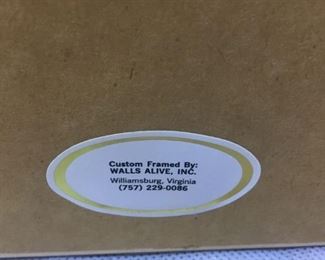 Custom Framed By:
WALLS ALIVE, INC.
Williamsburg, Virginia
(757) 229-0086